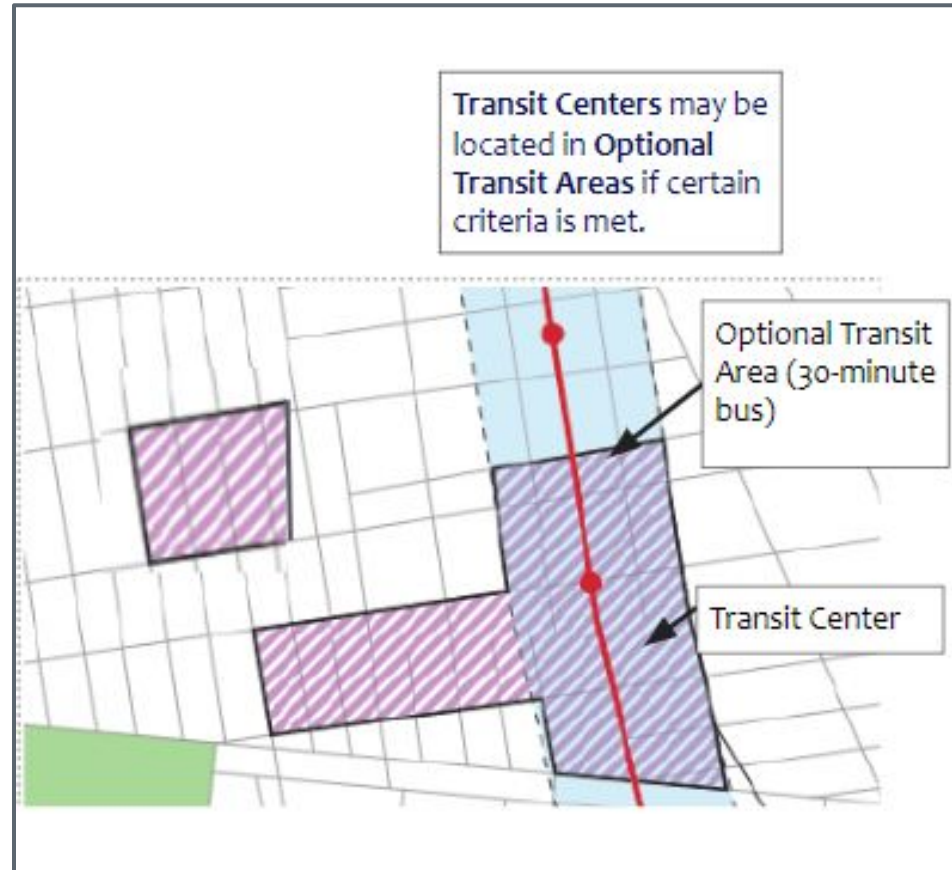 Transit Centers may be
located in Optional
Transit Areas if certain
criteria is met.
Optional Transit
Area (30-minute
bus)
Transit Center